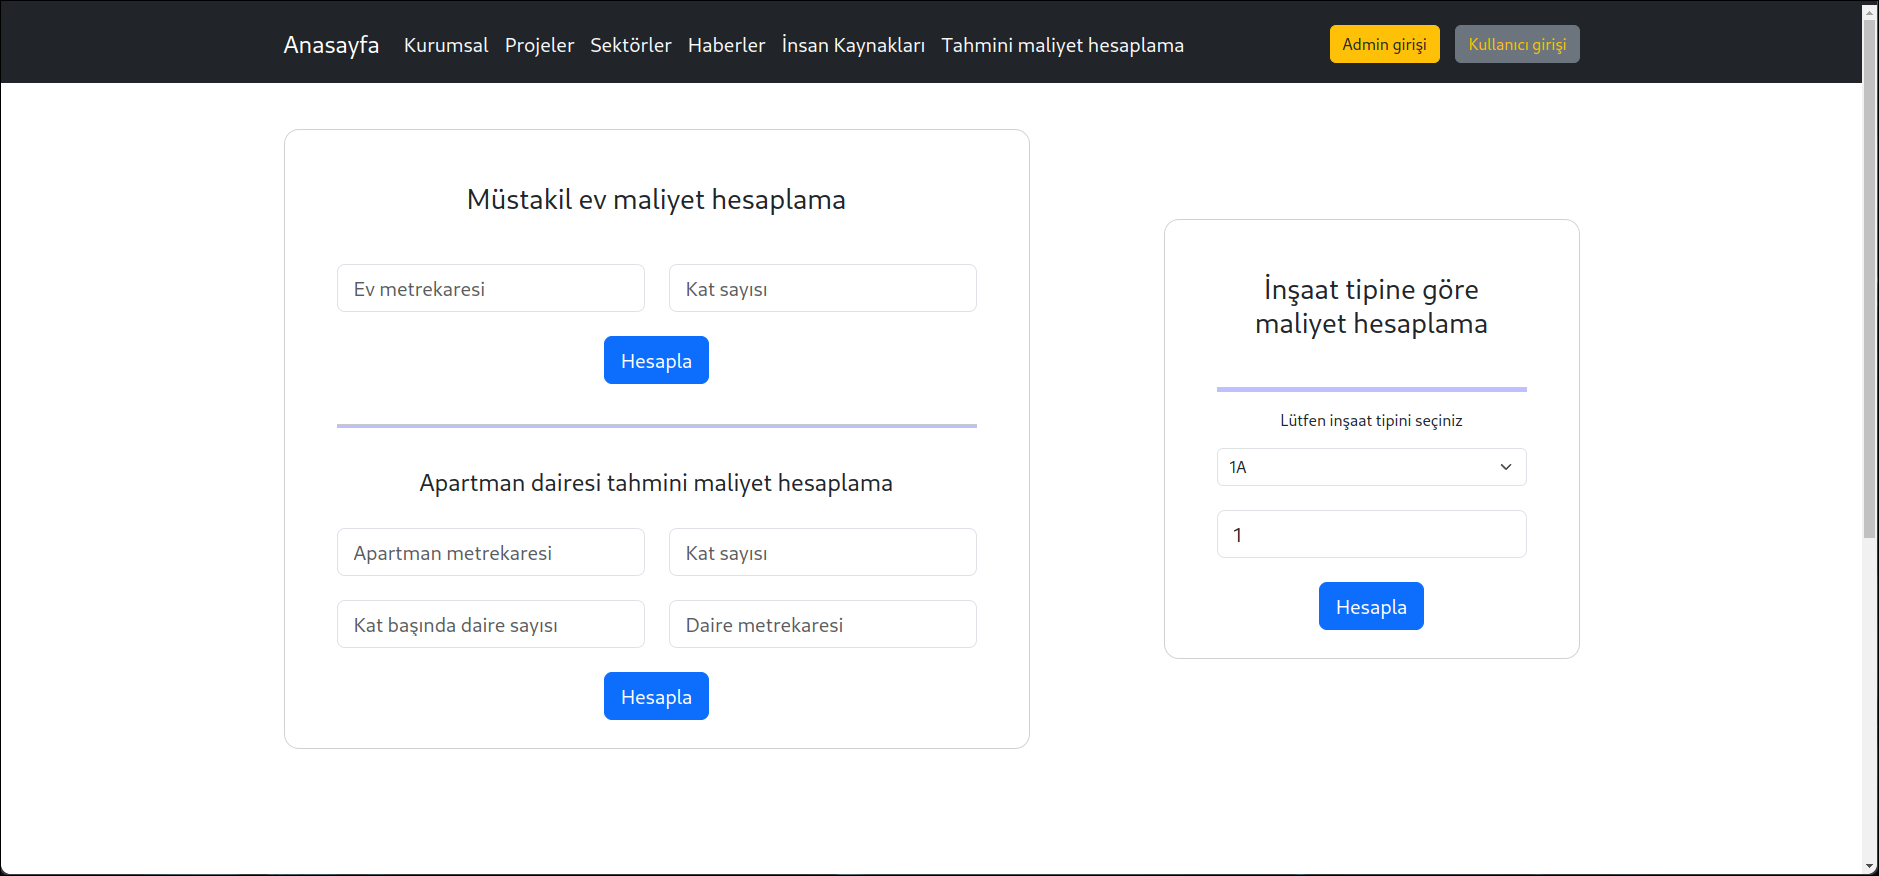 Anasayfa Kurumsal Projeler Sektörler Haberler İnsan Kaynakları Tahmini maliyet hesaplama Admin girişi Kullanıcı girişi
Müstakil ev maliyet hesaplama
Ev metrekaresi Kat sayısı
Hesapla
Apartman dairesi tahmini maliyet hesaplama
Apartman metrekaresi Kat sayısı
Kat başında daire sayısı Daire metrekaresi
Hesapla
İnşaat tipine göre
maliyet hesaplama
Lütfen inşaat tipini seçiniz
1A
1
Hesapla